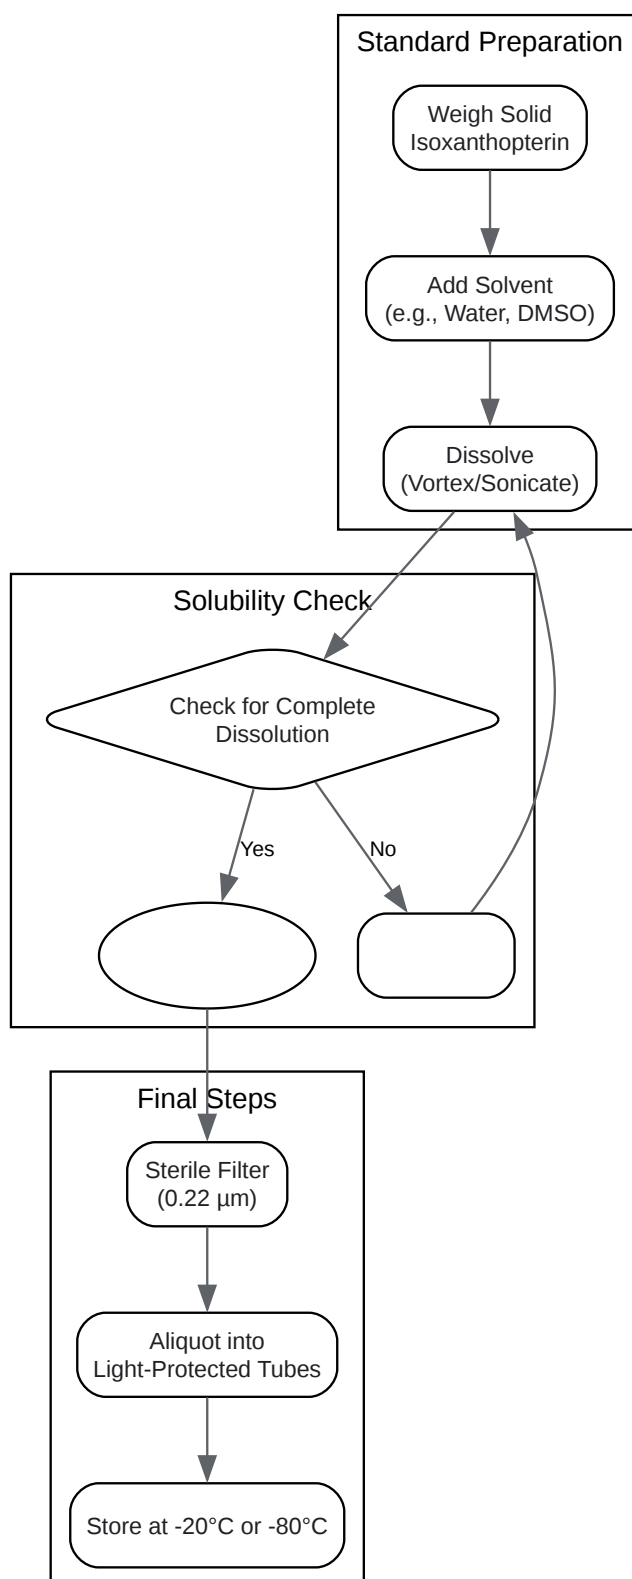 Standard Preparation
Weigh Solid
Isoxanthopterin
Add Solvent
(e.g., Water, DMSO)
Dissolve
(Vortex/Sonicate)
Solubility Check
Check for Complete
Dissolution
Yes
No
Final Steps
Sterile Filter
(0.22 µm)
Aliquot into
Light-Protected Tubes
Store at -20°C or -80°C